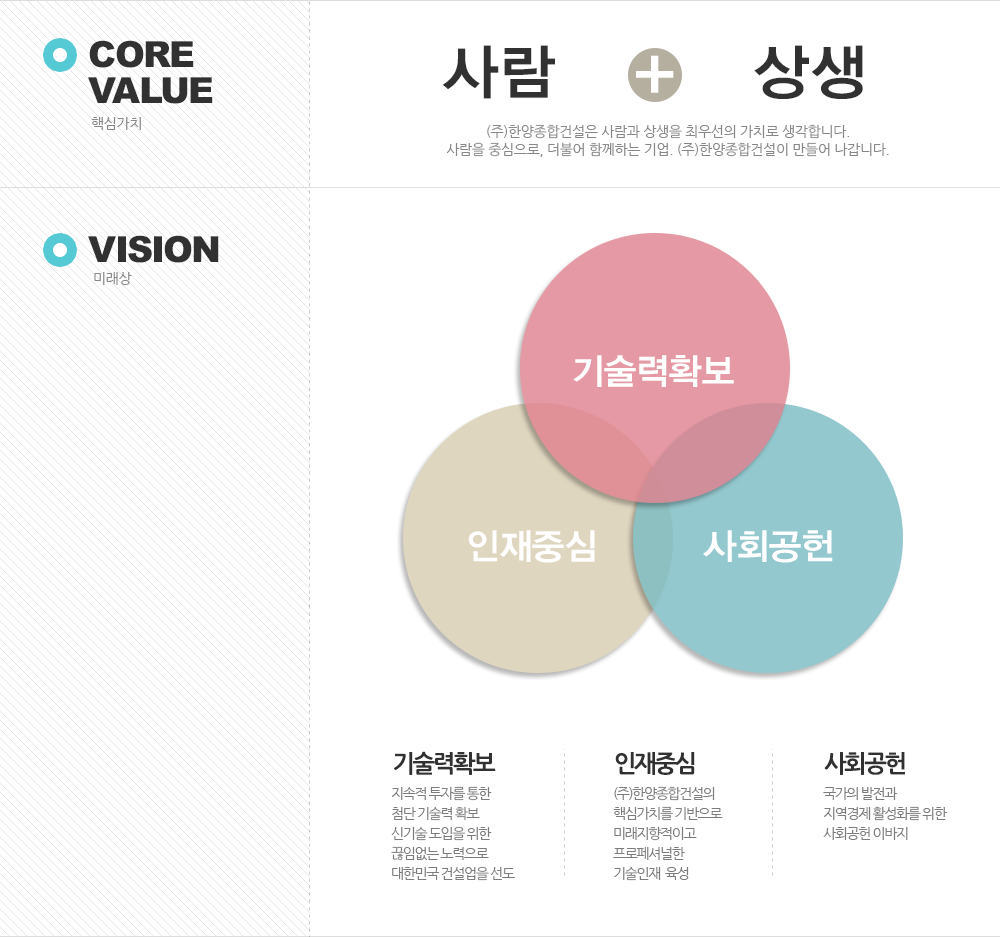 CORE
VALUE
핵심가치
사람
상생
(주)한양종합건설은 사람과 상생을 최우선의 가치로 생각합니다.
사람을 중심으로, 더불어 함께하는 기업. (주)한양종합건설이 만들어 나갑니다.
VISION
미래상
기술력확보
인재중심
사회공헌
기술력확보
지속적 투자를 통한
첨단 기술력 확보
신기술 도입을 위한
끊임없는 노력으로
대한민국 건설업을 선도
인재중심
(주)한양종합건설의
핵심가치를 기반으로
미래지향적이고
프로페셔널한
기술인재 육성
사회공헌
국가의 발전과
지역경제 활성화를 위한
사회공헌 이바지